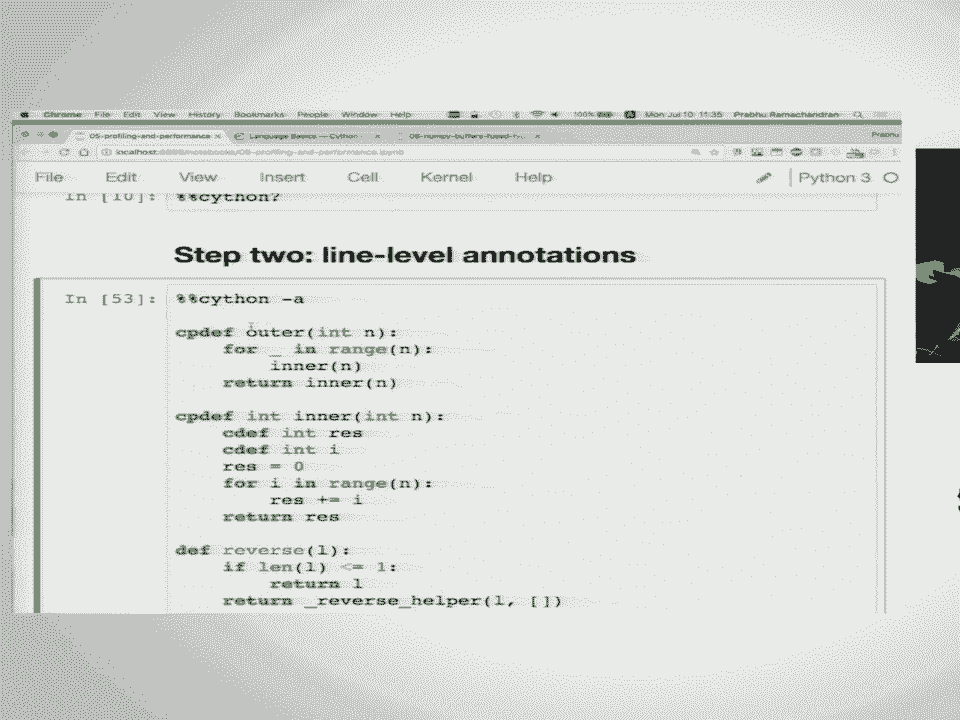 Chrome File Edit View History Bookmarks People Window Help 100% Mon Jul 10 11:35 Prabhu Ramachandran
05-profiling-and-performance Language Basics — Cython 06-numpy-buffers-fused-t... Prabhu
localhost:8888/notebooks/05-profiling-and-performance.ipynb
File Edit View Insert Cell Kernel Help Python 3
In [10]: %%cython?
Step two: line-level annotations
In [53]: %%cython -a
cpdef outer(int n):
for _ in range(n):
inner(n)
return inner(n)
cpdef int inner(int n):
cdef int res
cdef int i
res = 0
for i in range(n):
res += i
return res
def reverse(l):
if len(l) <= 1:
return l
return _reverse_helper(l, [])